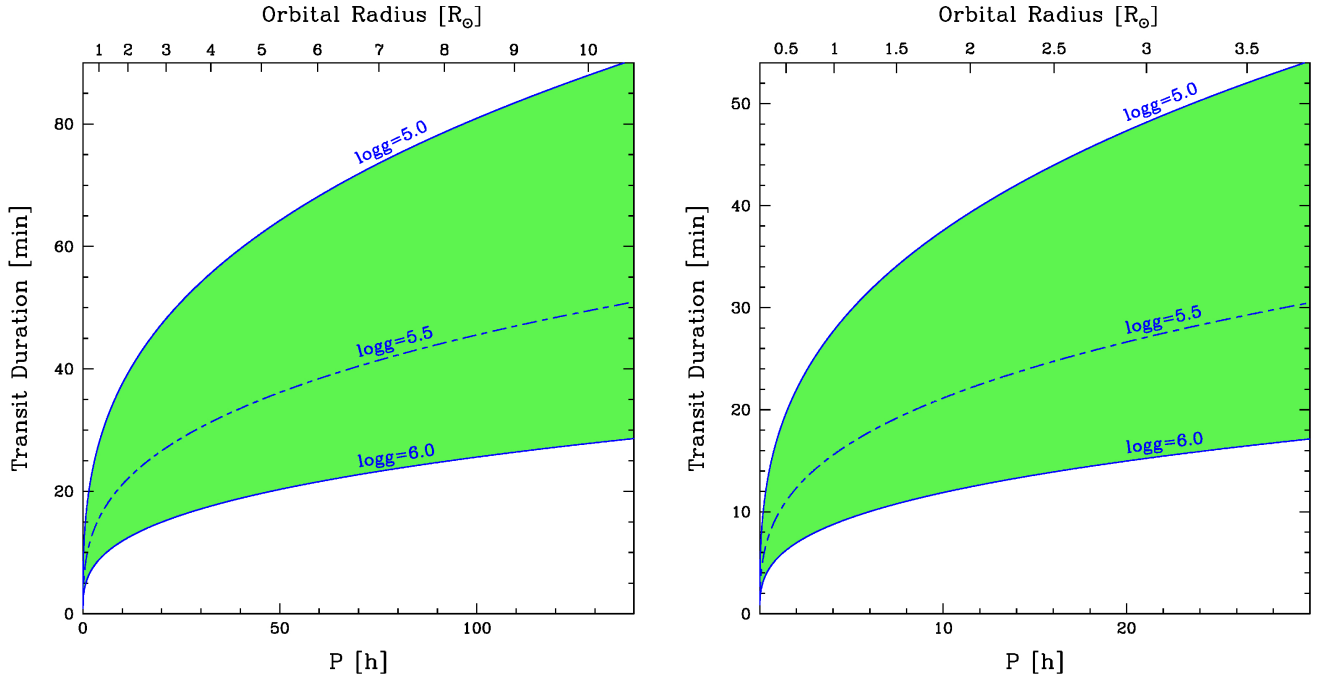 Orbital Radius [R⊙]
1 2 3 4 5 6 7 8 9 10
80
60
40
20
0
Transit Duration [min]
logg=5.0
logg=5.5
logg=6.0
0 50 100
P [h]
Orbital Radius [R⊙]
0.5 1 1.5 2 2.5 3 3.5
50
40
30
20
10
0
Transit Duration [min]
logg=5.0
logg=5.5
logg=6.0
10 20
P [h]